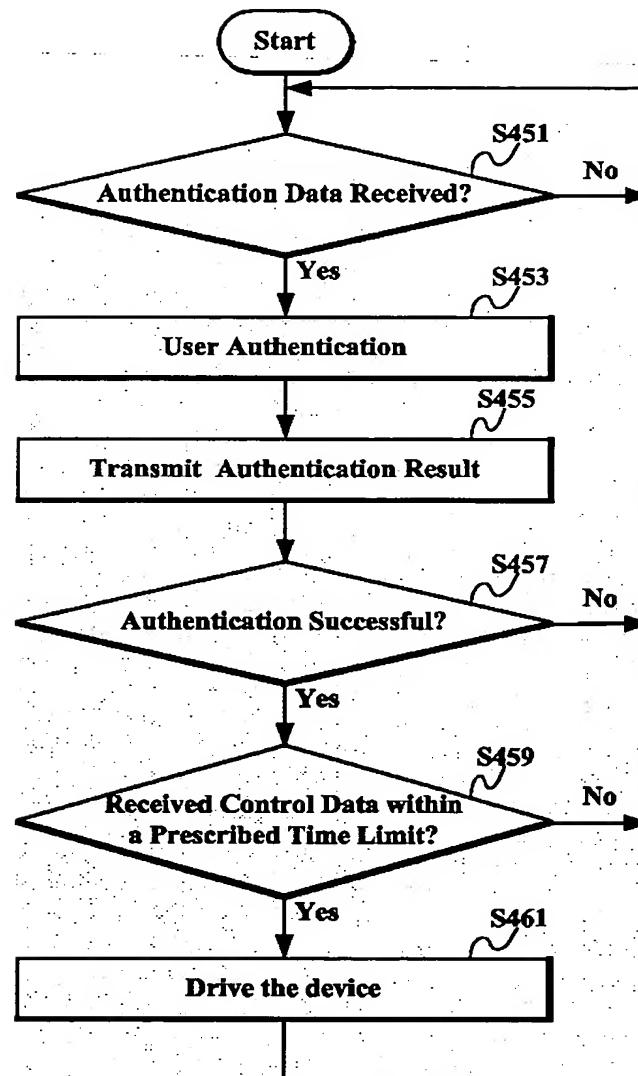 Start
S451
Authentication Data Received?
No
Yes
S453
User Authentication
S455
Transmit Authentication Result
S457
Authentication Successful?
No
Yes
S459
Received Control Data within
a Prescribed Time Limit?
No
Yes
S461
Drive the device